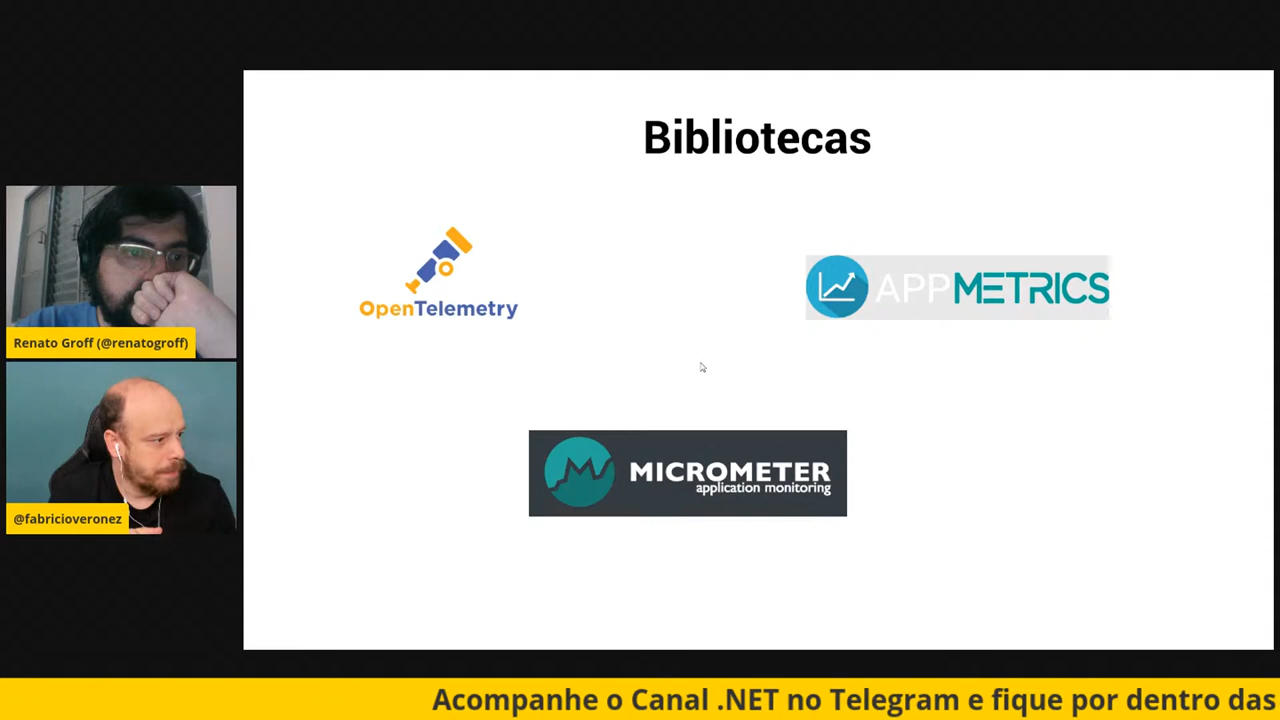 Bibliotecas
OpenTelemetry
APPMETRICS
MICROMETER
application monitoring
Renato Groff (@renatogroff)
@fabricioveronez
Acompanhe o Canal .NET no Telegram e fique por dentro das